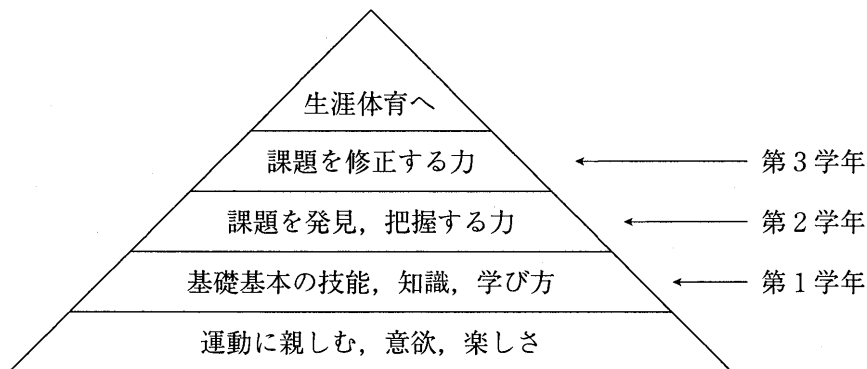 生涯体育へ
課題を修正する力
第3学年
課題を発見，把握する力
第2学年
基礎基本の技能，知識，学び方
第1学年
運動に親しむ，意欲，楽しさ